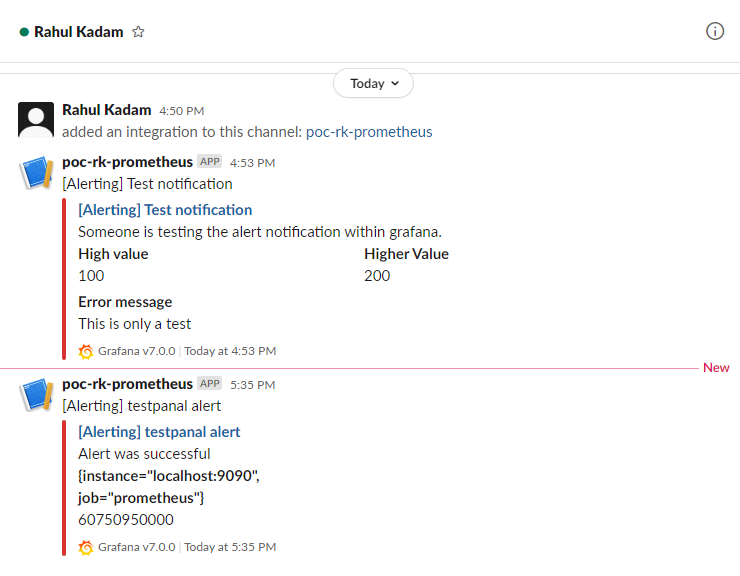 Rahul Kadam
Today
Rahul Kadam 4:50 PM
added an integration to this channel: poc-rk-prometheus
poc-rk-prometheus APP 4:53 PM
[Alerting] Test notification
[Alerting] Test notification
Someone is testing the alert notification within grafana.
High value Higher Value
100 200
Error message
This is only a test
Grafana v7.0.0 | Today at 4:53 PM
New
poc-rk-prometheus APP 5:35 PM
[Alerting] testpanal alert
[Alerting] testpanal alert
Alert was successful
{instance="localhost:9090",
job="prometheus"}
60750950000
Grafana v7.0.0 | Today at 5:35 PM